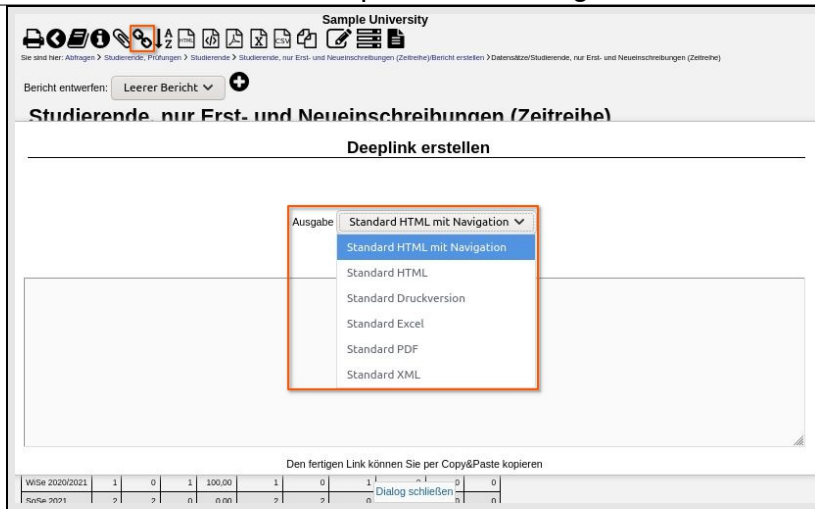 Sample University
HTML
CSV
Sie sind hier: Abfragen > Studierende, Prüfungen > Studierende > Studierende, nur Erst- und Neueinschreibungen (Zeitreihe)/Bericht erstellen >Datensätze/Studierende, nur Erst- und Neueinschreibungen (Zeitreihe)
Bericht entwerfen: Leerer Bericht
Studierende, nur Erst- und Neueinschreibungen (Zeitreihe)
Deeplink erstellen
Ausgabe Standard HTML mit Navigation
Standard HTML mit Navigation
Standard HTML
Standard Druckversion
Standard Excel
Standard PDF
Standard XML
Den fertigen Link können Sie per Copy&Paste kopieren
WiSe 2020/2021 1 0 1 100,00 1 0 1 0 0
Dialog schließen
SoSe 2021 2 2 0 0,00 2 2 0 0 0